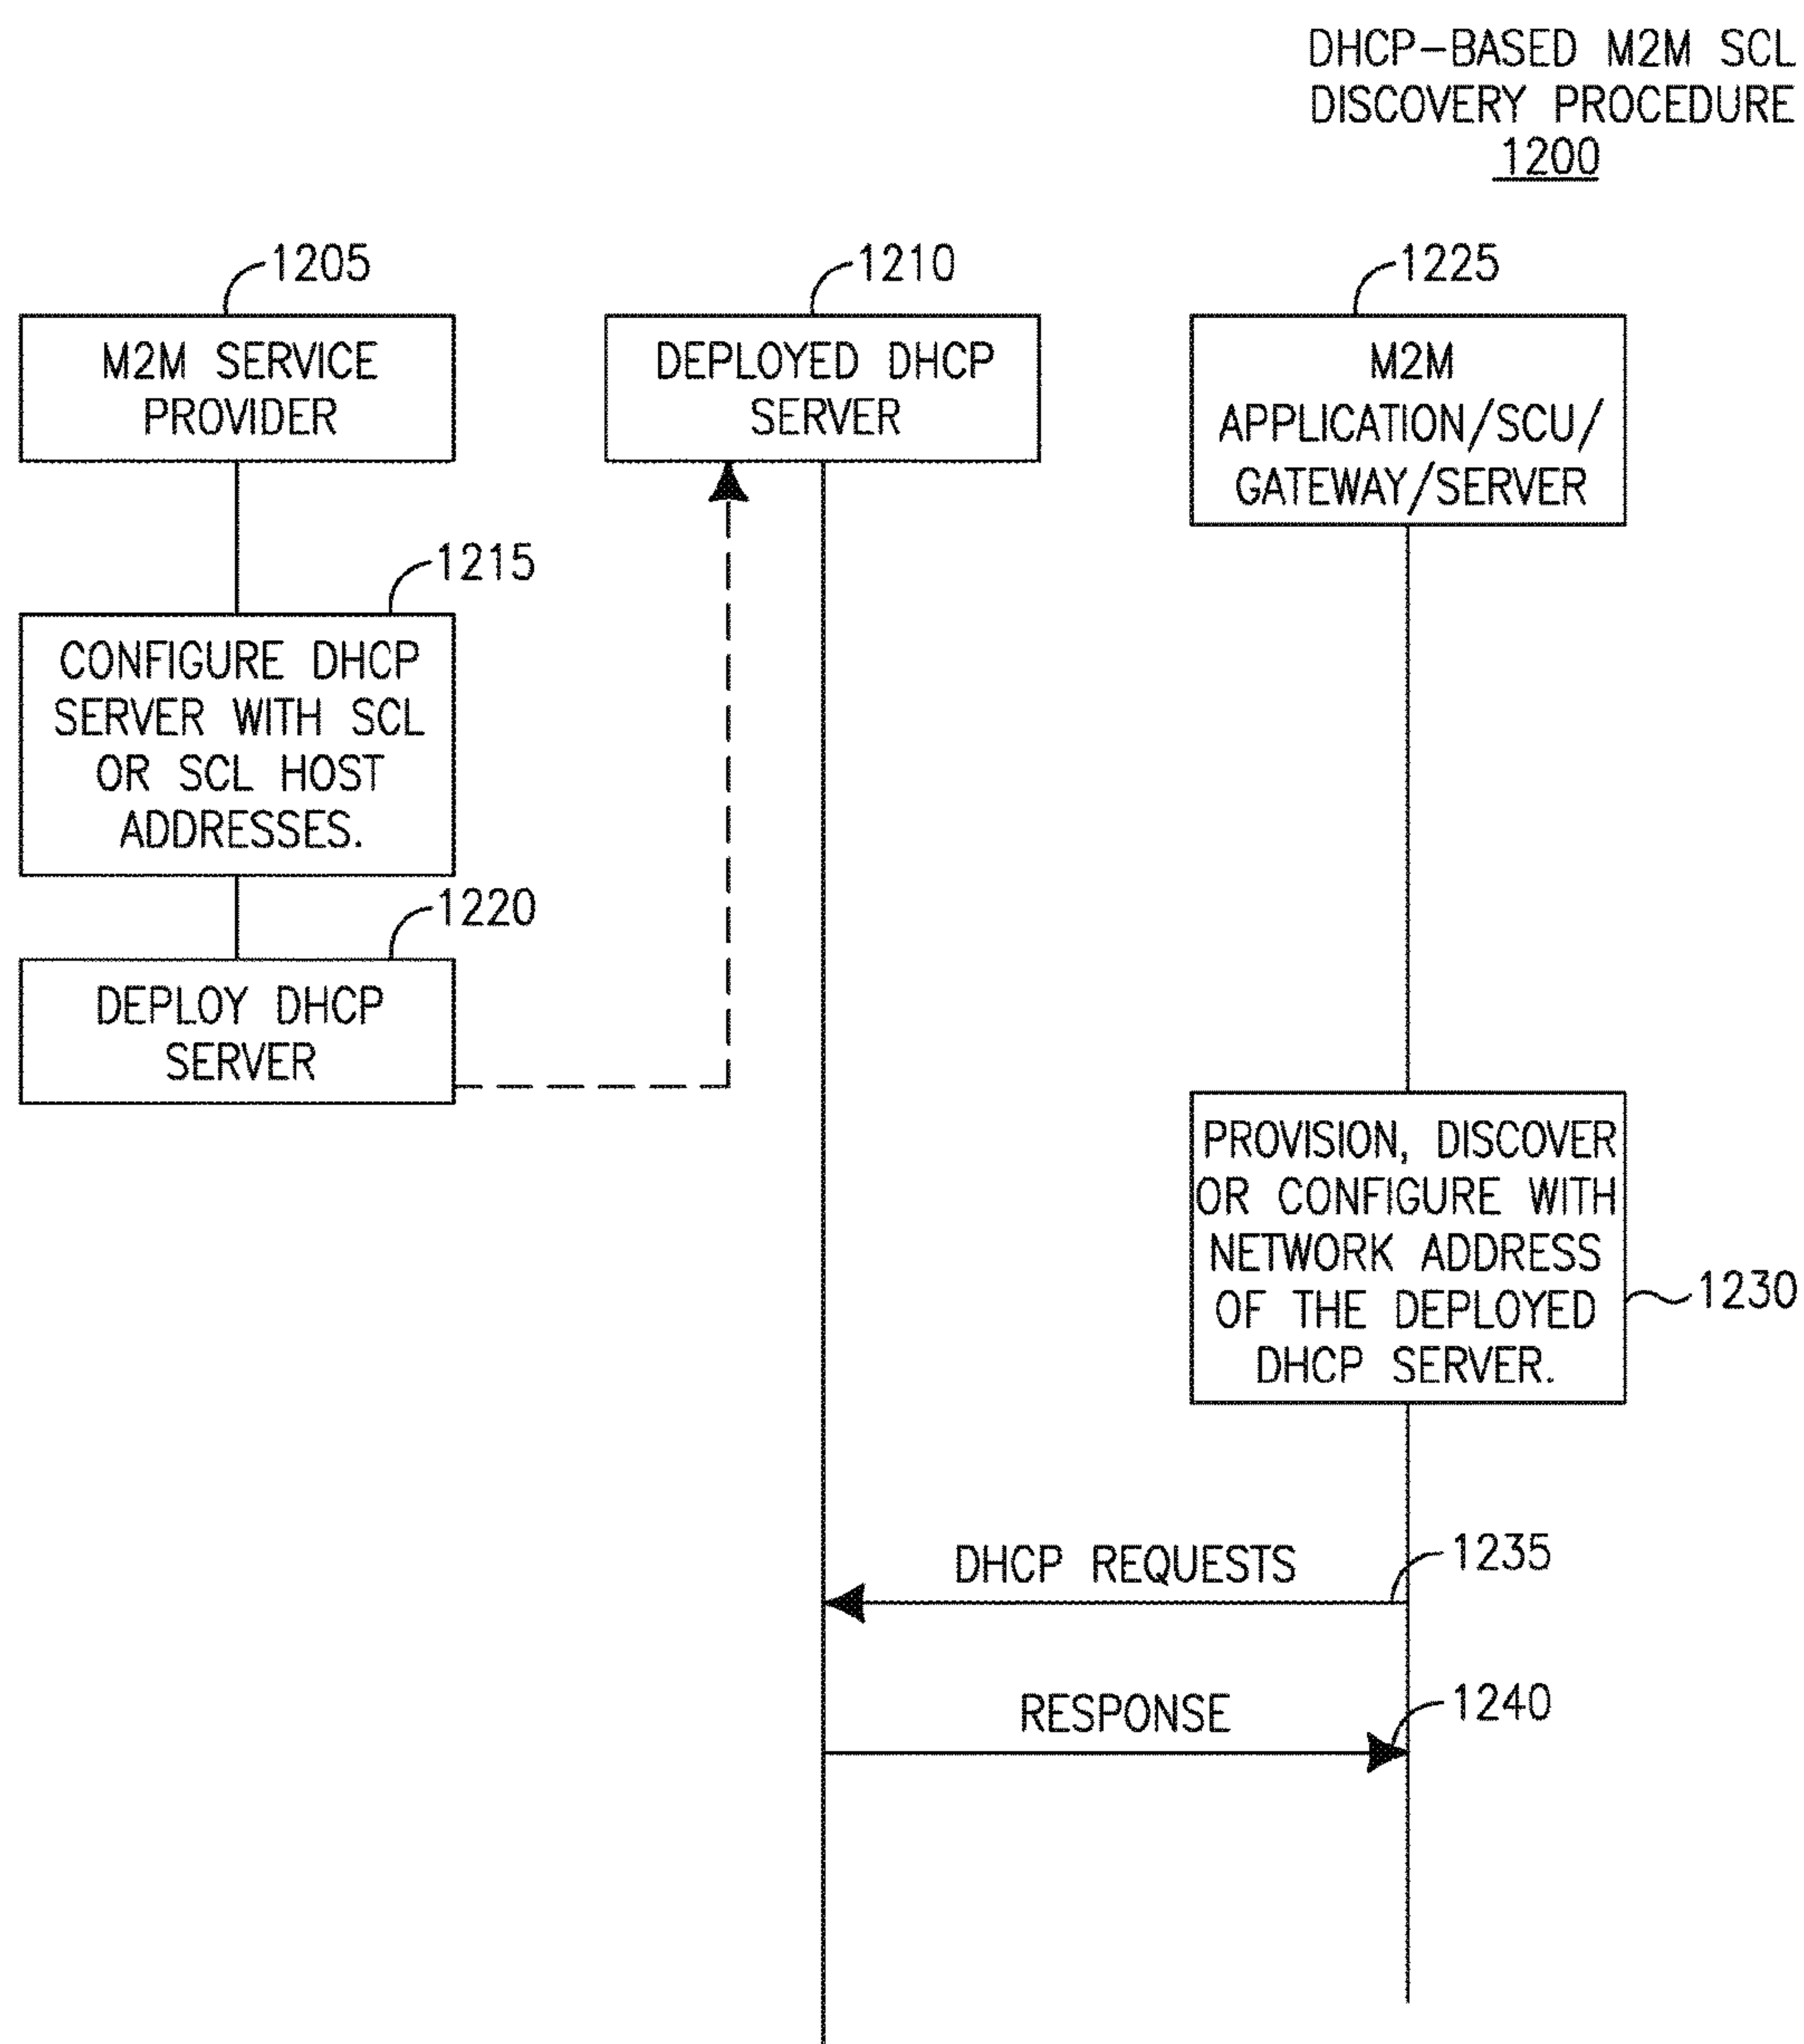 DHCP-BASED M2M SCL
DISCOVERY PROCEDURE
1200
1205
1210
1225
M2M SERVICE
PROVIDER
DEPLOYED DHCP
SERVER
M2M
APPLICATION/SCU/
GATEWAY/SERVER
1215
CONFIGURE DHCP
SERVER WITH SCL
OR SCL HOST
ADDRESSES.
1220
DEPLOY DHCP
SERVER
PROVISION, DISCOVER
OR CONFIGURE WITH
NETWORK ADDRESS
OF THE DEPLOYED
DHCP SERVER.
1230
DHCP REQUESTS
1235
RESPONSE
1240